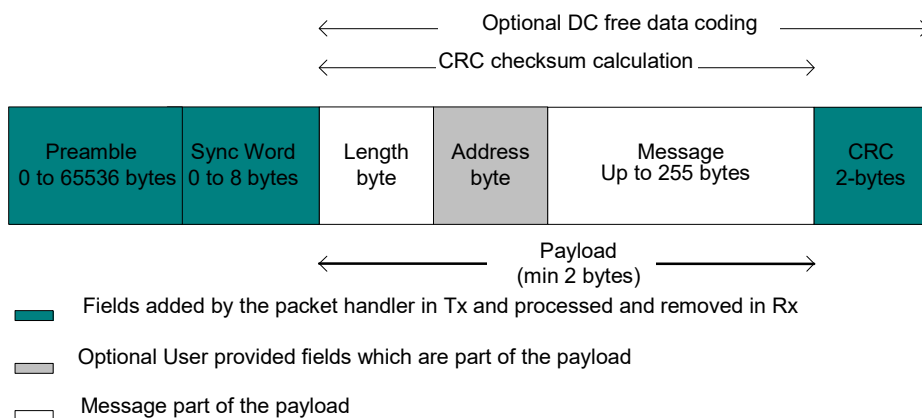 Optional DC free data coding
CRC checksum calculation
Preamble
0 to 65536 bytes
Sync Word
0 to 8 bytes
Length
byte
Address
byte
Message
Up to 255 bytes
CRC
2-bytes
Payload
(min 2 bytes)
Fields added by the packet handler in Tx and processed and removed in Rx
Optional User provided fields which are part of the payload
Message part of the payload